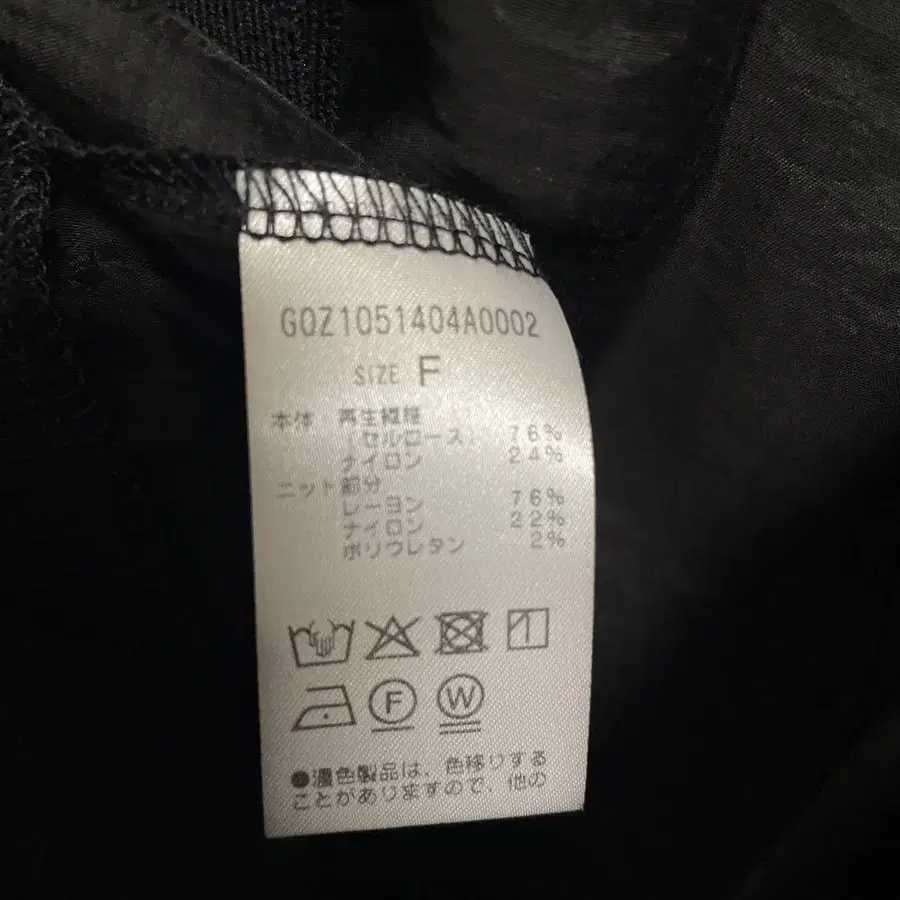 G0Z1051404A0002
SIZE F
本体 再生繊維
(セルロース) 76%
ナイロン 24%
ニット部分
レーヨン 76%
ナイロン 22%
ポリウレタン 2%
F W
●濃色製品は、色移りする
ことがありますので、他の